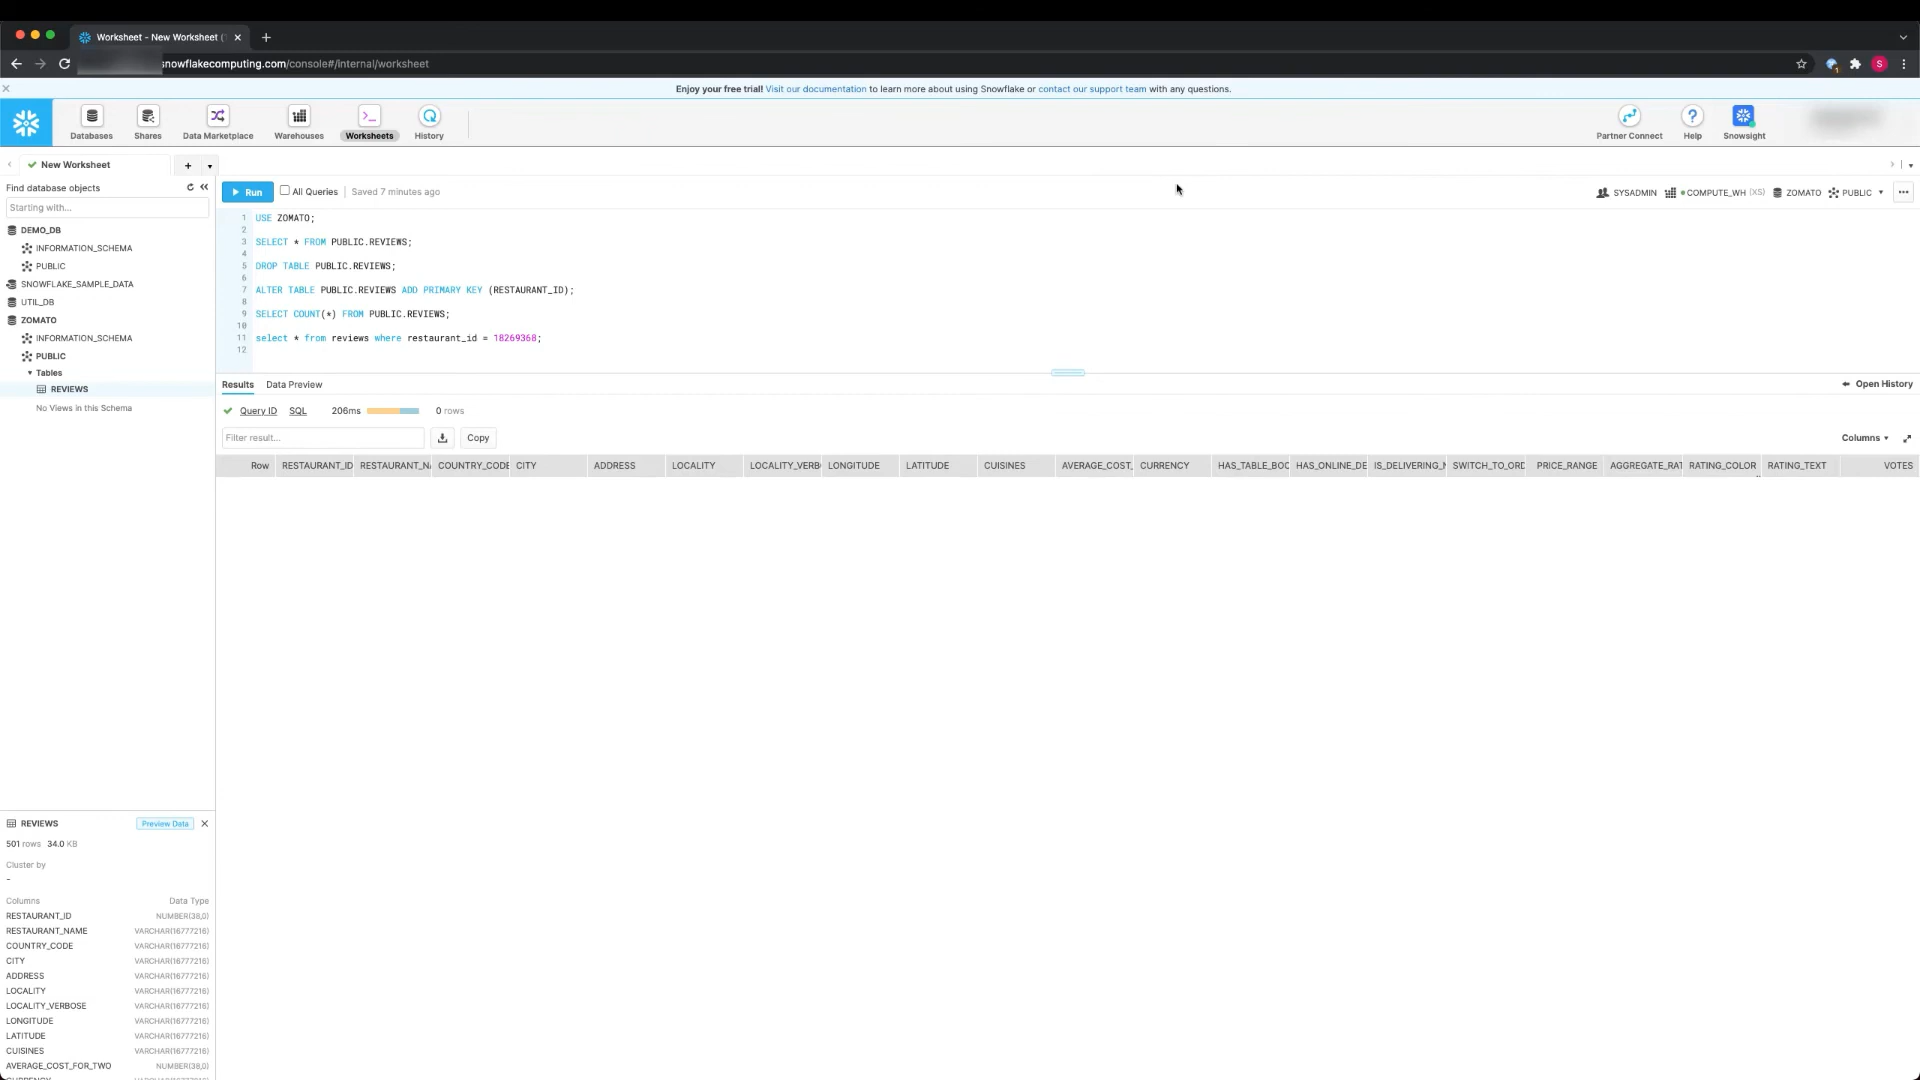 Worksheet - New Worksheet (
snowflakecomputing.com/console#/internal/worksheet
S
Enjoy your free trial! Visit our documentation to learn more about using Snowflake or contact our support team with any questions.
Databases
Shares
Data Marketplace
Warehouses
Worksheets
History
Partner Connect
Help
Snowsight
New Worksheet
Find database objects
Starting with...
DEMO_DB
INFORMATION_SCHEMA
PUBLIC
SNOWFLAKE_SAMPLE_DATA
UTIL_DB
ZOMATO
INFORMATION_SCHEMA
PUBLIC
Tables
REVIEWS
No Views in this Schema
Run All Queries Saved 7 minutes ago
SYSADMIN COMPUTE_WH (XS) ZOMATO PUBLIC
1 USE ZOMATO;
2
3 SELECT * FROM PUBLIC.REVIEWS;
4
5 DROP TABLE PUBLIC.REVIEWS;
6
7 ALTER TABLE PUBLIC.REVIEWS ADD PRIMARY KEY (RESTAURANT_ID);
8
9 SELECT COUNT(*) FROM PUBLIC.REVIEWS;
10
11 select * from reviews where restaurant_id = 18269368;
12
Results Data Preview Open History
Query ID SQL 206ms 0 rows
Filter result... Copy Columns
Row RESTAURANT_ID RESTAURANT_N COUNTRY_CODE CITY ADDRESS LOCALITY LOCALITY_VERB LONGITUDE LATITUDE CUISINES AVERAGE_COST_ CURRENCY HAS_TABLE_BOO HAS_ONLINE_DE IS_DELIVERING_N SWITCH_TO_ORD PRICE_RANGE AGGREGATE_RAT RATING_COLOR RATING_TEXT VOTES
REVIEWS Preview Data
501 rows 34.0 KB
Cluster by
-
Columns Data Type
RESTAURANT_ID NUMBER(38,0)
RESTAURANT_NAME VARCHAR(16777216)
COUNTRY_CODE VARCHAR(16777216)
CITY VARCHAR(16777216)
ADDRESS VARCHAR(16777216)
LOCALITY VARCHAR(16777216)
LOCALITY_VERBOSE VARCHAR(16777216)
LONGITUDE VARCHAR(16777216)
LATITUDE VARCHAR(16777216)
CUISINES VARCHAR(16777216)
AVERAGE_COST_FOR_TWO NUMBER(38,0)